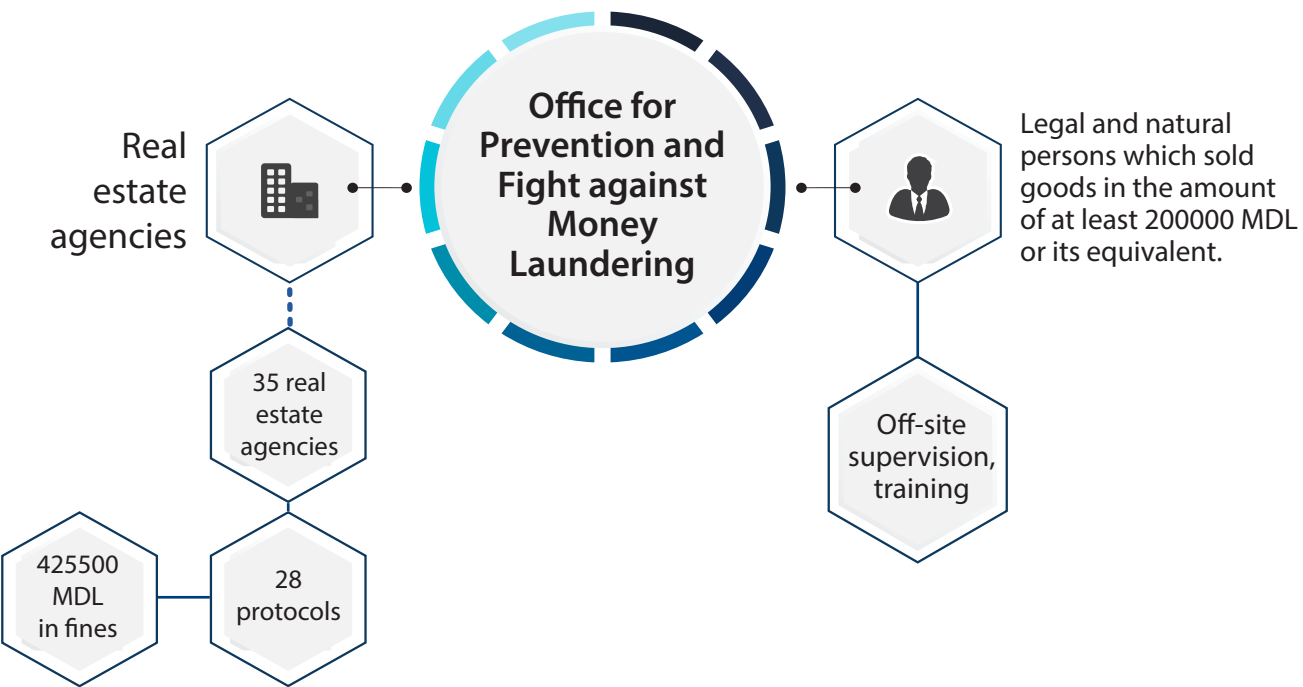 Office for
Prevention and
Fight against
Money
Laundering
Real
estate
agencies
35 real
estate
agencies
28
protocols
425500
MDL
in fines
Legal and natural
persons which sold
goods in the amount
of at least 200000 MDL
or its equivalent.
Off-site
supervision,
training